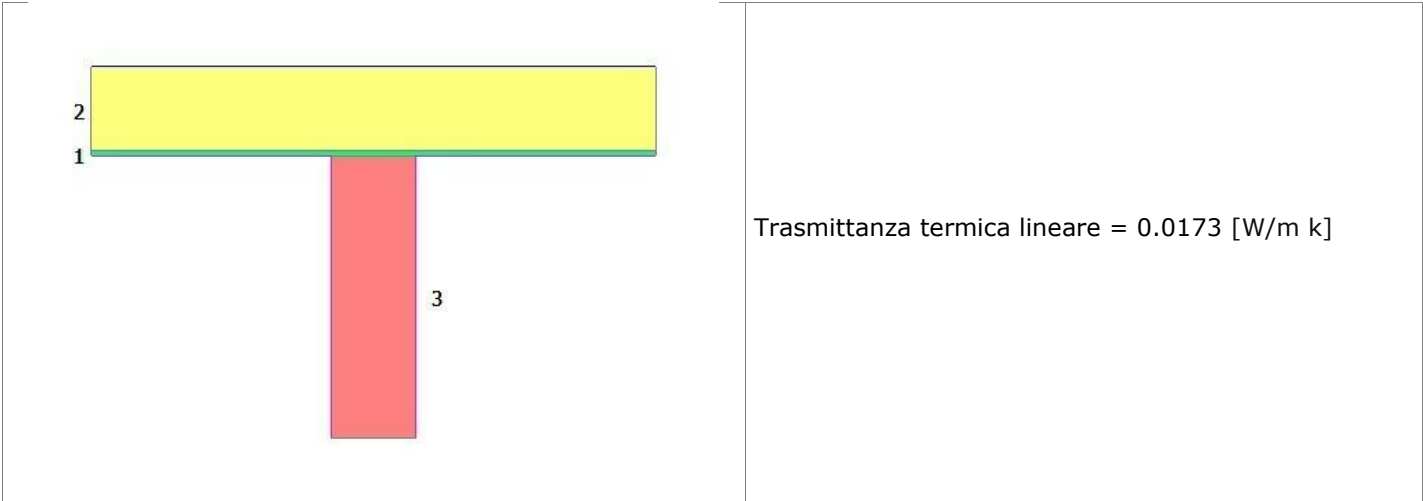 2
1
Trasmittanza termica lineare = 0.0173 [W/m k]
3